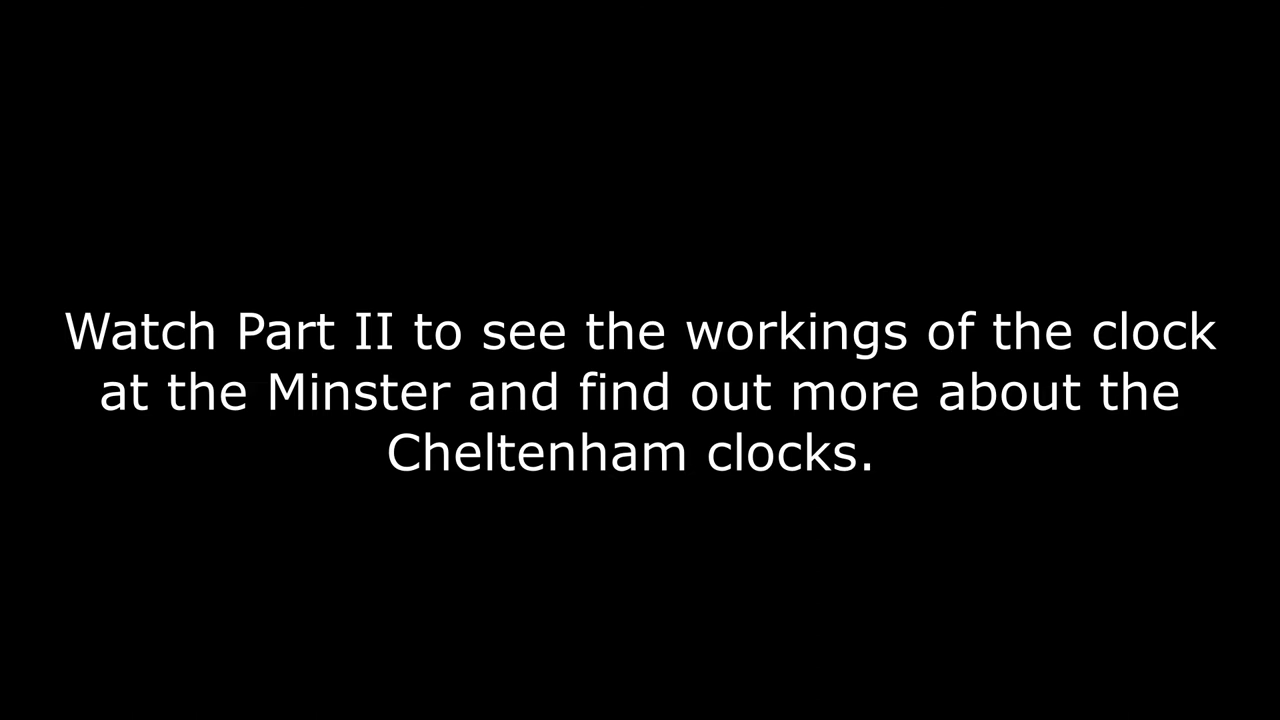 Watch Part II to see the workings of the clock
at the Minster and find out more about the
Cheltenham clocks.